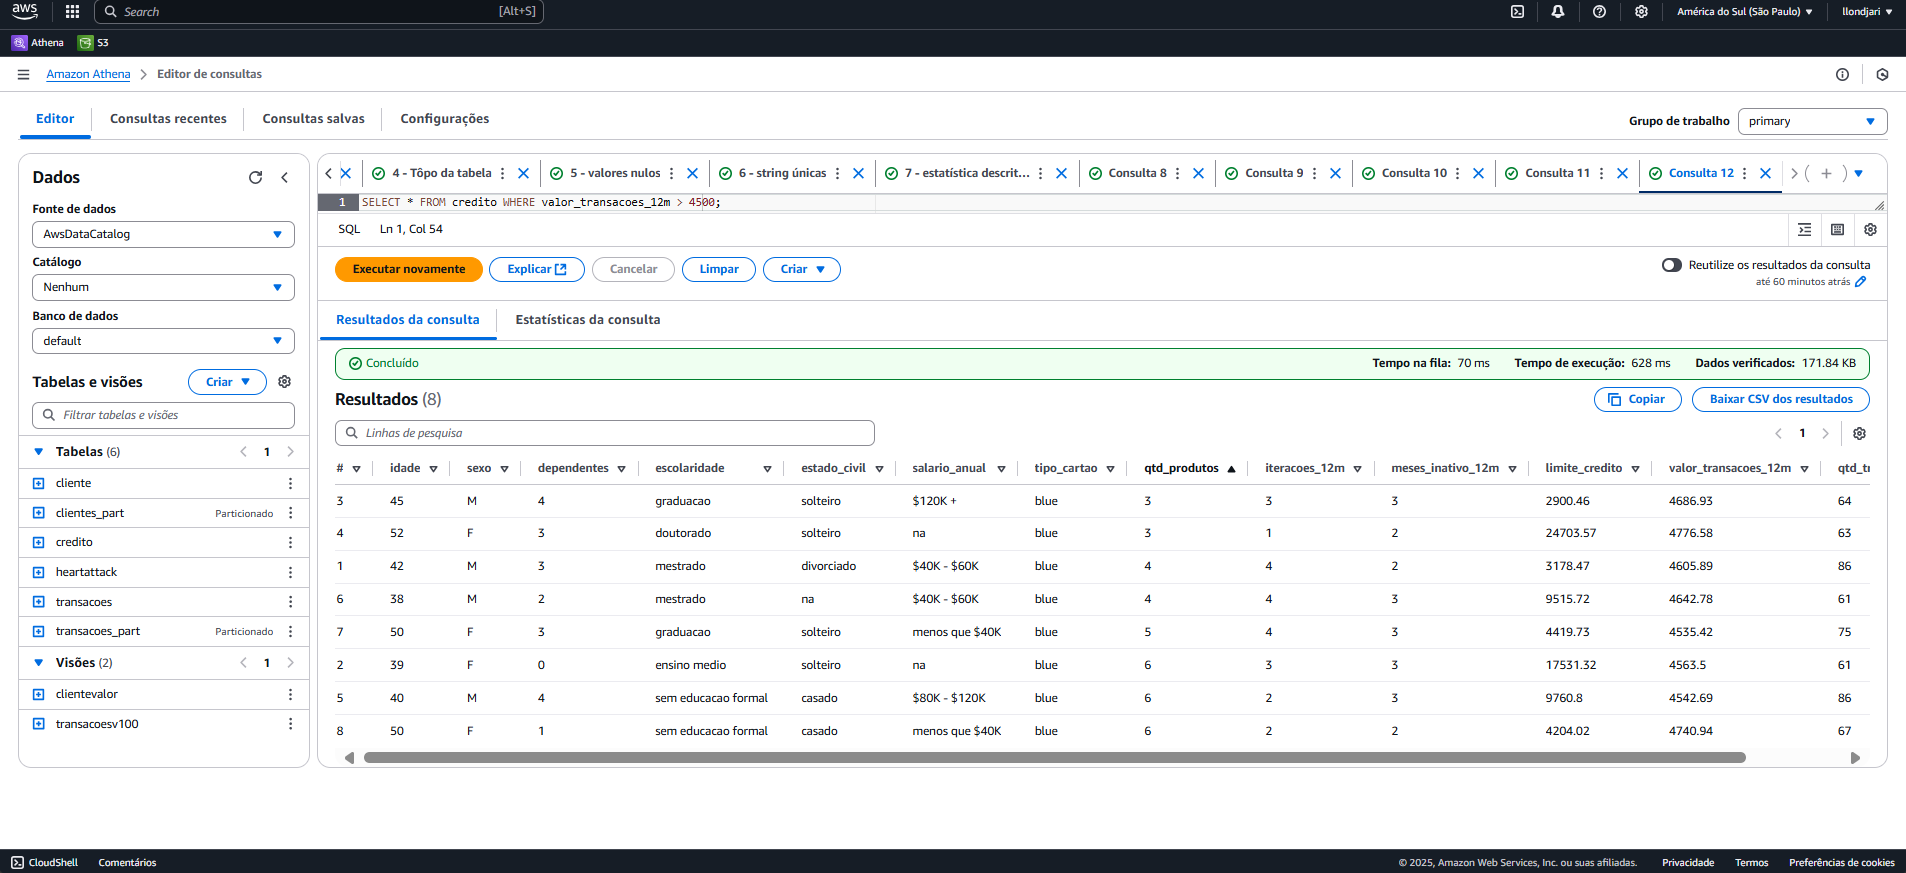 aws Search [Alt+S] América do Sul (São Paulo) llondjari
Athena S3
Amazon Athena Editor de consultas
Editor Consultas recentes Consultas salvas Configurações Grupo de trabalho primary
Dados
Fonte de dados
AwsDataCatalog
Catálogo
Nenhum
Banco de dados
default
Tabelas e visões Criar
Filtrar tabelas e visões
Tabelas (6) 1
cliente
clientes_part Particionado
credito
heartattack
transacoes
transacoes_part Particionado
Visões (2) 1
clientevalor
transacoesv100
4 - Tôpo da tabela 5 - valores nulos 6 - string únicas 7 - estatística descrit... Consulta 8 Consulta 9 Consulta 10 Consulta 11 Consulta 12
1 SELECT * FROM credito WHERE valor_transacoes_12m > 4500;
SQL Ln 1, Col 54
Executar novamente Explicar Cancelar Limpar Criar Reutilize os resultados da consulta
até 60 minutos atrás
Resultados da consulta Estatísticas da consulta
Concluído Tempo na fila: 70 ms Tempo de execução: 628 ms Dados verificados: 171.84 KB
Resultados (8) Copiar Baixar CSV dos resultados
Linhas de pesquisa 1
# idade sexo dependentes escolaridade estado_civil salario_anual tipo_cartao qtd_produtos iteracoes_12m meses_inativo_12m limite_credito valor_transacoes_12m qtd_tr
3 45 M 4 graduacao solteiro $120K + blue 3 3 3 2900.46 4686.93 64
4 52 F 3 doutorado solteiro na blue 3 1 2 24703.57 4776.58 63
1 42 M 3 mestrado divorciado $40K - $60K blue 4 4 2 3178.47 4605.89 86
6 38 M 2 mestrado na $40K - $60K blue 4 4 3 9515.72 4642.78 61
7 50 F 3 graduacao solteiro menos que $40K blue 5 4 3 4419.73 4535.42 75
2 39 F 0 ensino medio solteiro na blue 6 3 3 17531.32 4563.5 61
5 40 M 4 sem educacao formal casado $80K - $120K blue 6 2 3 9760.8 4542.69 86
8 50 F 1 sem educacao formal casado menos que $40K blue 6 2 2 4204.02 4740.94 67
CloudShell Comentários © 2025, Amazon Web Services, Inc. ou suas afiliadas. Privacidade Termos Preferências de cookies